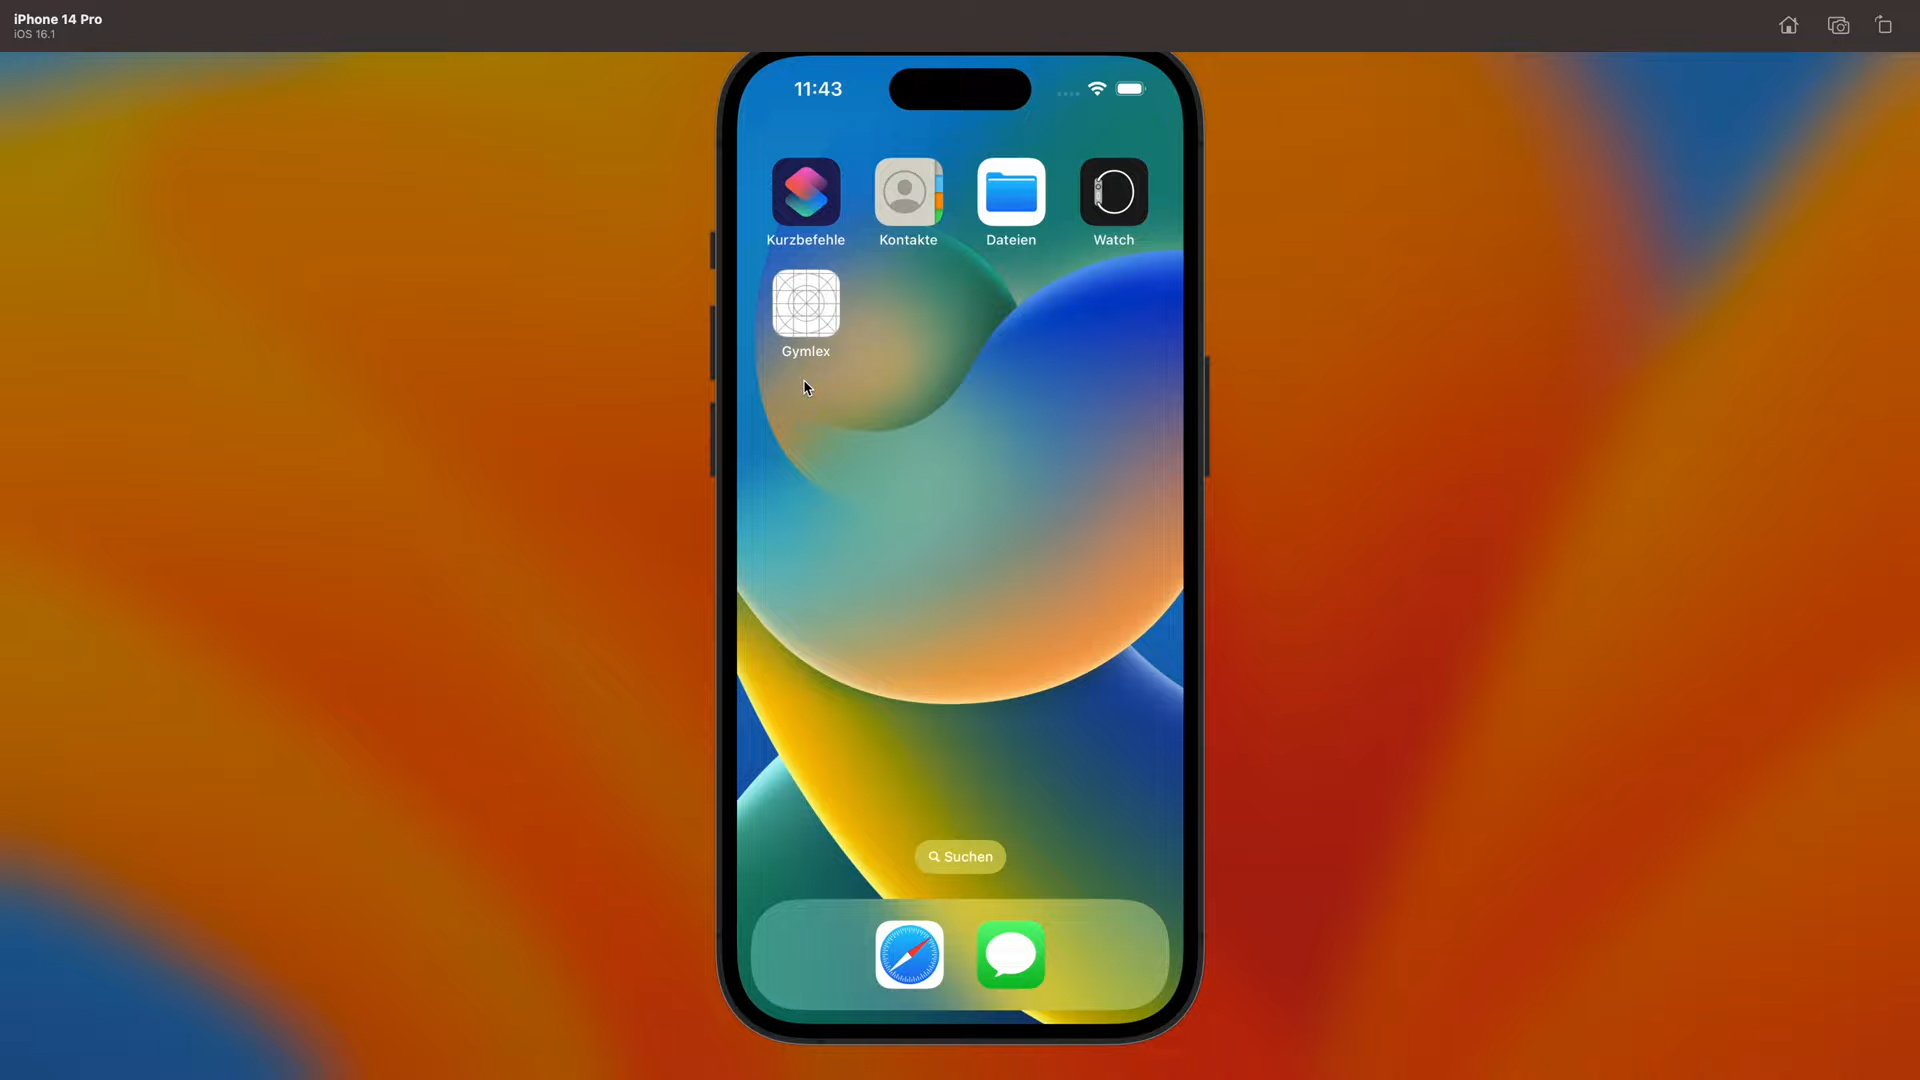 iPhone 14 Pro
iOS 16.1
11:43
Kurzbefehle
Kontakte
Dateien
Watch
Gymlex
Suchen